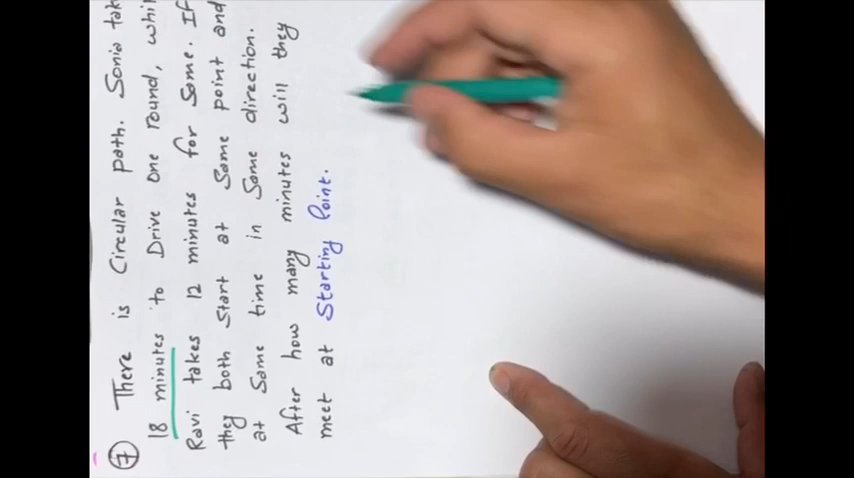 7 There is Circular path. Sonia
18 minutes to Drive One round,
Ravi takes 12 minutes for Same. If
they both Start at Same point and
at Same time in Same direction.
After how many minutes will they
meet at Starting Point.